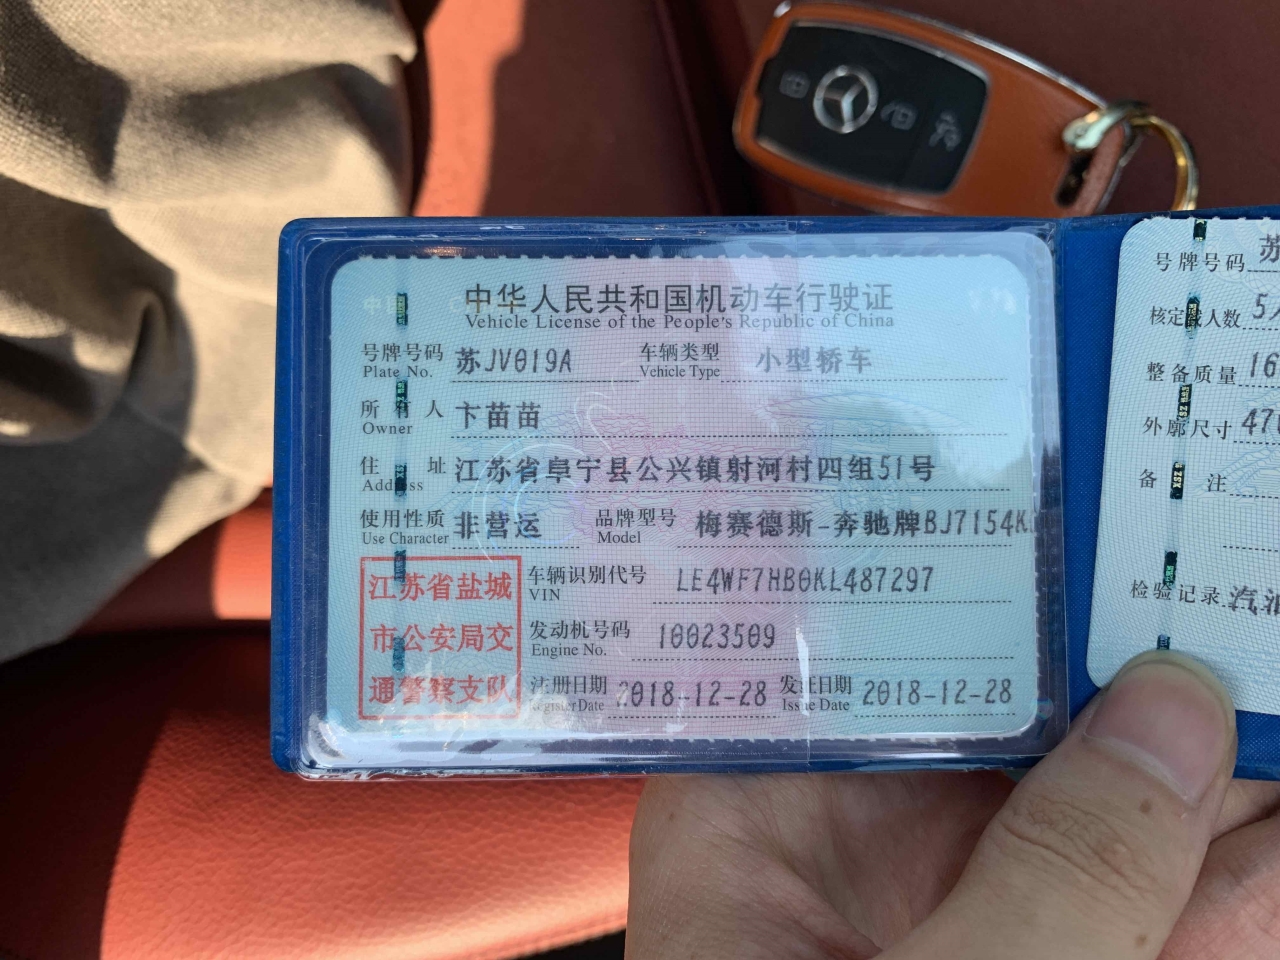 中华人民共和国机动车行驶证
Vehicle License of the People's Republic of China
号牌号码 苏JV019A 车辆类型 小型轿车
Plate No. Vehicle Type
所有人 卞苗苗
Owner
住址 江苏省阜宁县公兴镇射河村四组51号
Address
使用性质 非营运 品牌型号 梅赛德斯-奔驰牌BJ7154K
Use Character Model
江苏省盐城
市公安局交
通警察支队
车辆识别代号 LE4WF7HB0KL487297
VIN
发动机号码 10023509
Engine No.
注册日期 2018-12-28 发证日期 2018-12-28
Register Date Issue Date
号牌号码 苏
核定载人数 5
整备质量 16
外廓尺寸 470
备注
检验记录 汽油